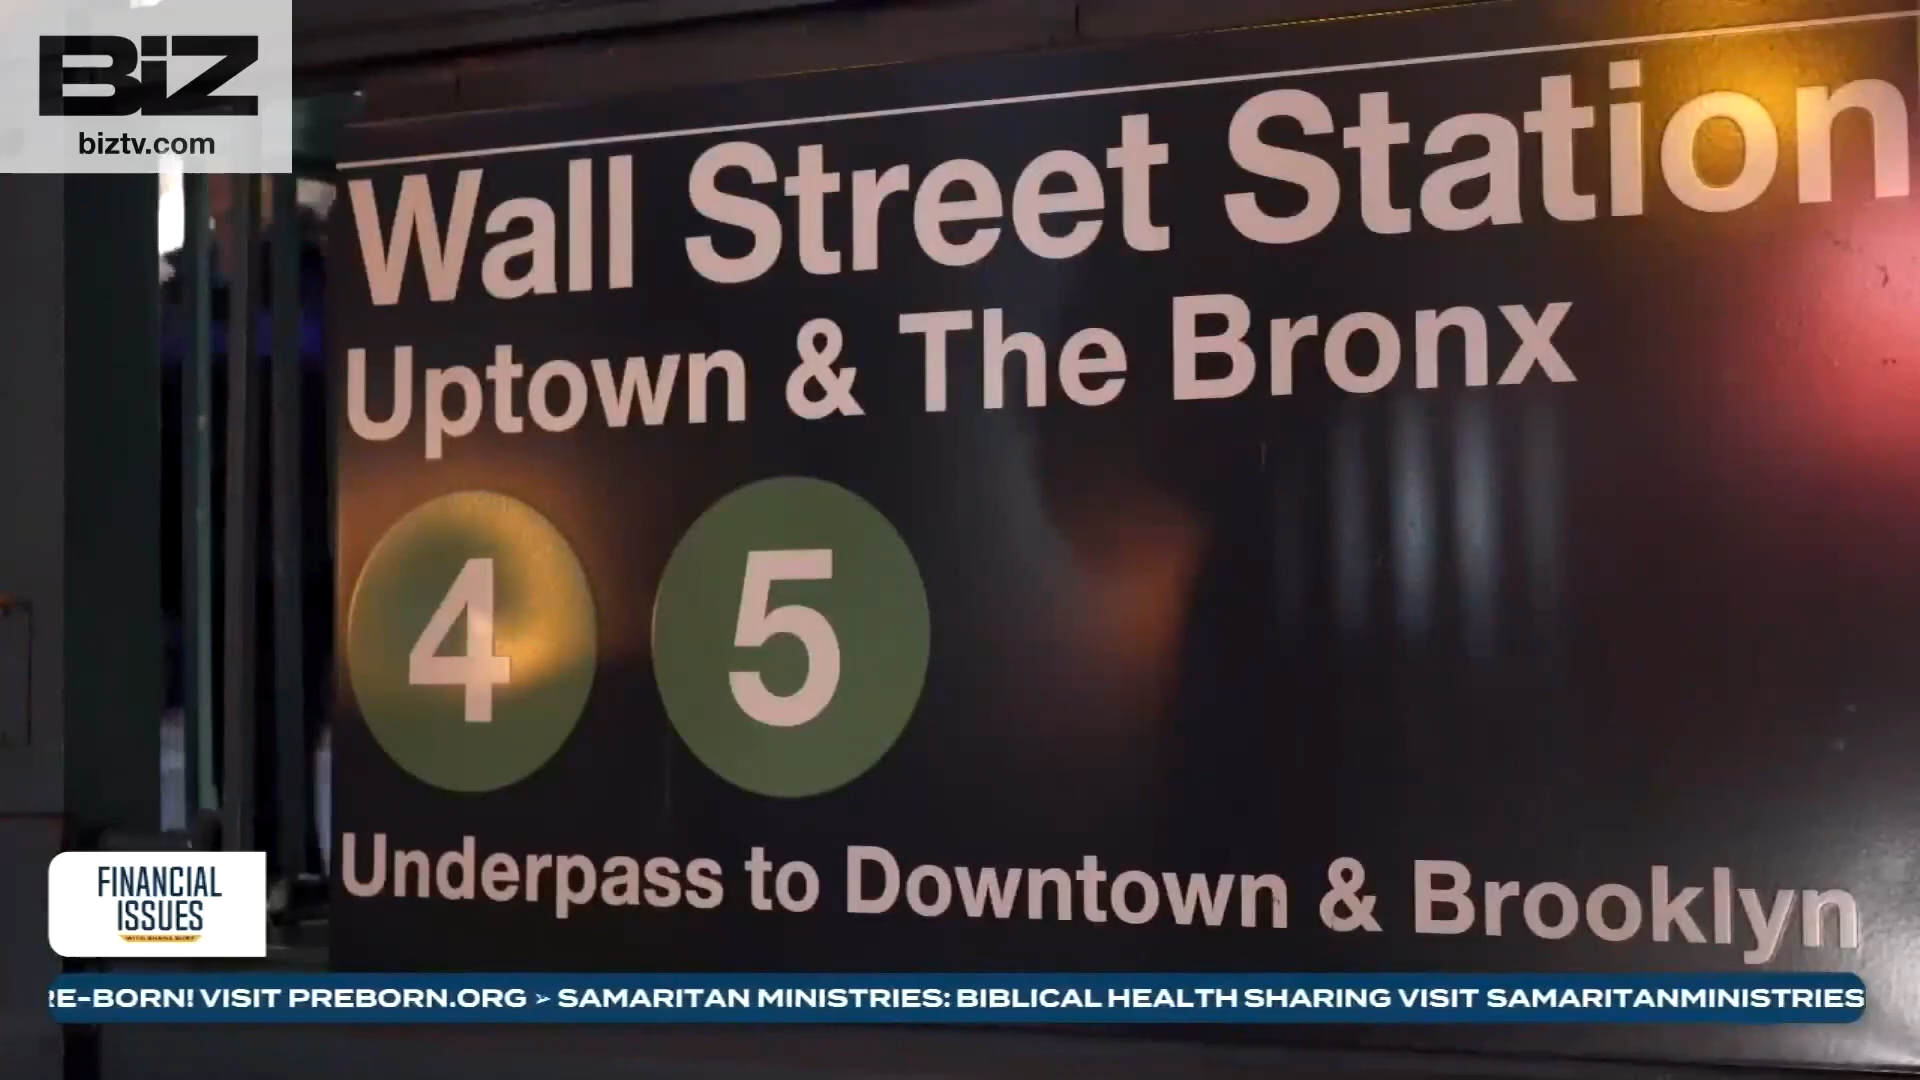 BiZ
biztv.com
Wall Street Station
Uptown & The Bronx
4 5
Underpass to Downtown & Brooklyn
FINANCIAL
ISSUES
RE-BORN! VISIT PREBORN.ORG ➢ SAMARITAN MINISTRIES: BIBLICAL HEALTH SHARING VISIT SAMARITANMINISTRIES